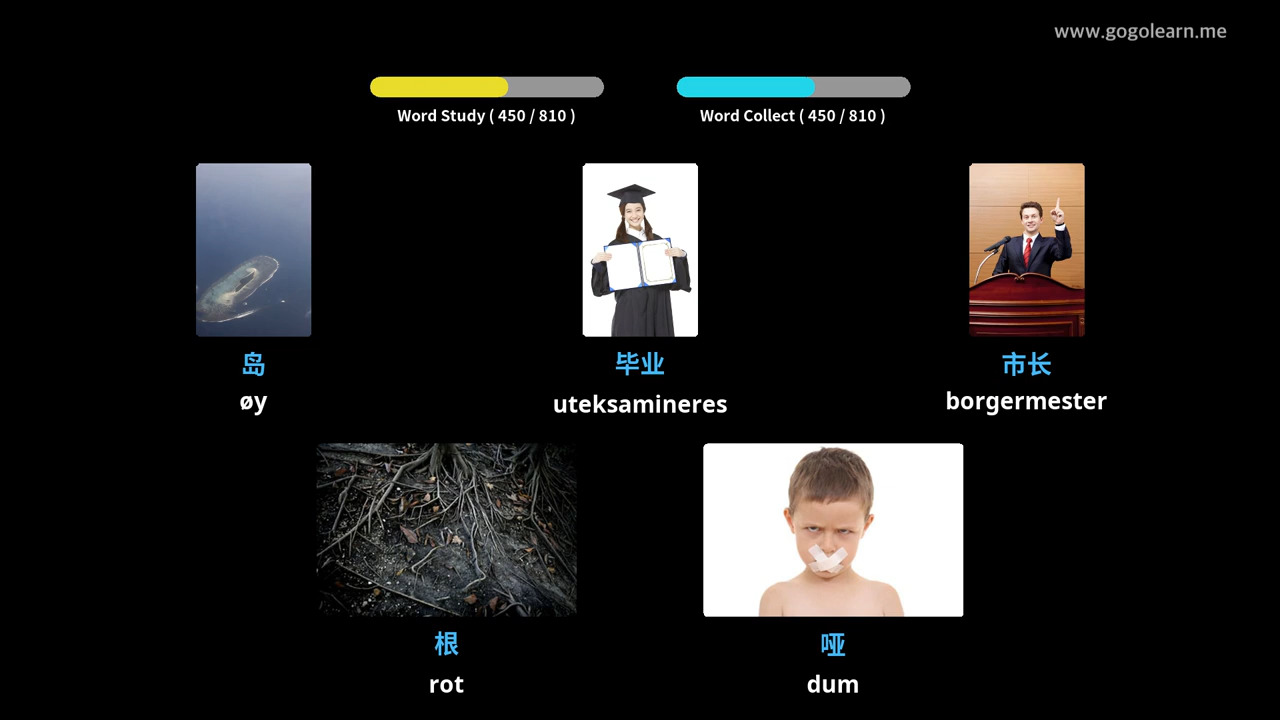 www.gogolearn.me
Word Study ( 450 / 810 )
Word Collect ( 450 / 810 )
岛
øy
毕业
uteksamineres
市长
borgermester
根
rot
哑
dum